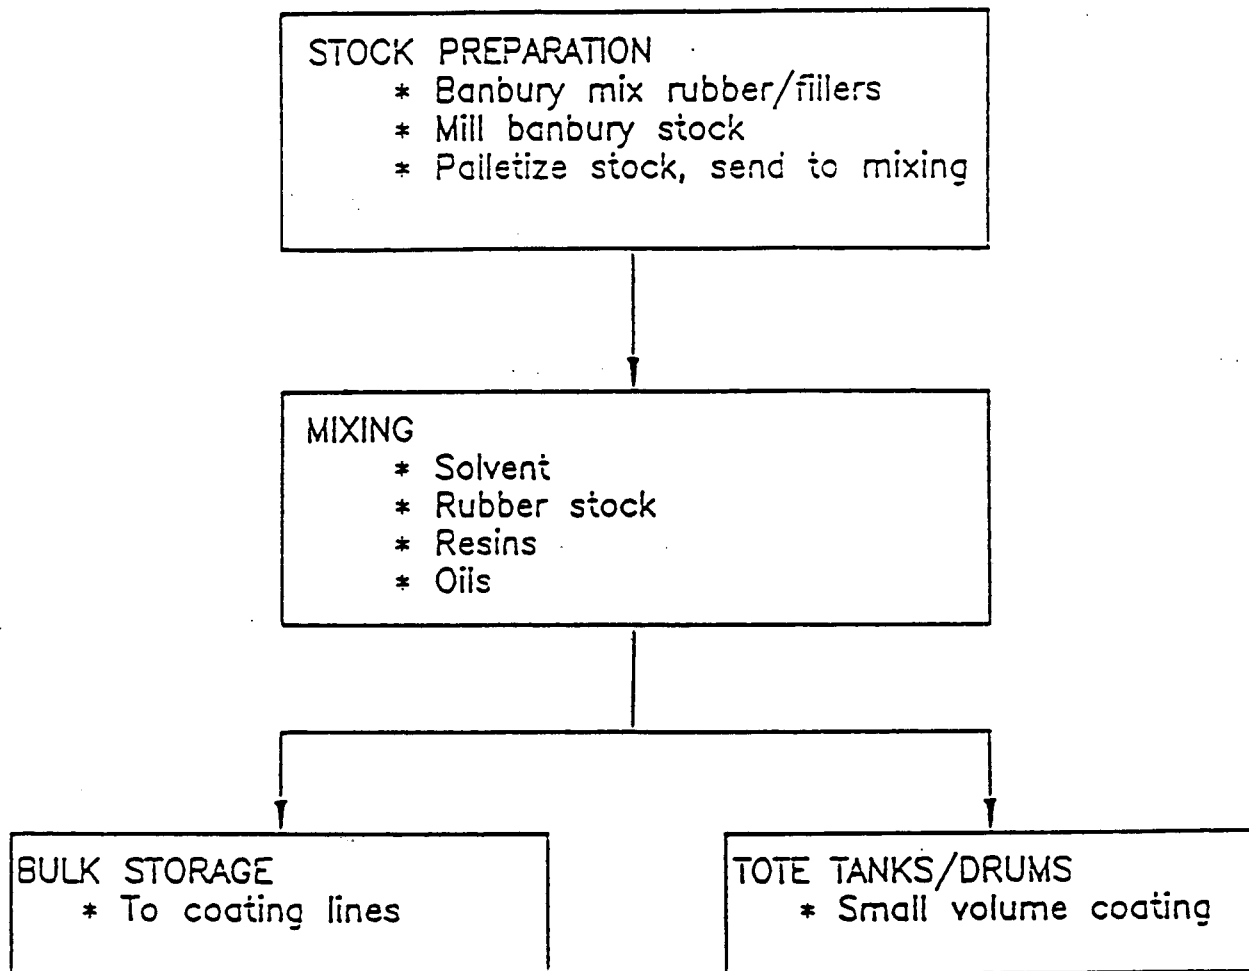 STOCK PREPARATION
* Banbury mix rubber/fillers
* Mill banbury stock
* Palletize stock, send to mixing
MIXING
* Solvent
* Rubber stock
* Resins
* Oils
BULK STORAGE
* To coating lines
TOTE TANKS/DRUMS
* Small volume coating